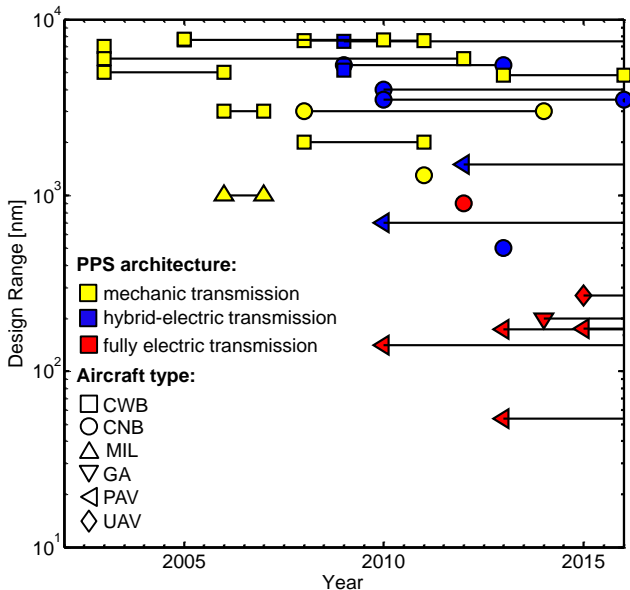 10^4
10^3
10^2
10^1
Design Range [nm]
PPS architecture:
mechanic transmission
hybrid-electric transmission
fully electric transmission
Aircraft type:
CWB
CNB
MIL
GA
PAV
UAV
2005 2010 2015
Year